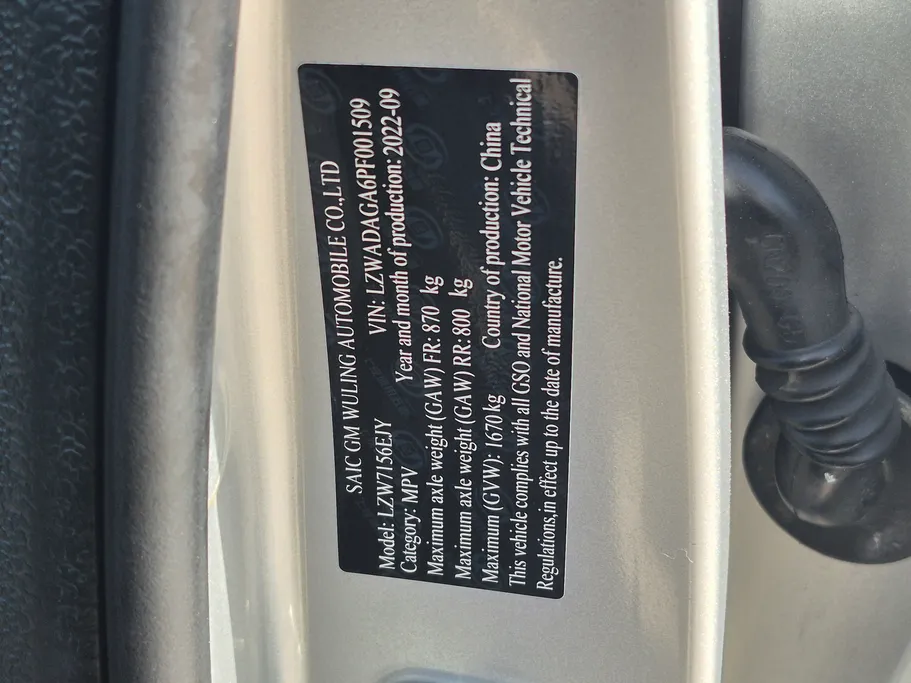 SAIC GM WULING AUTOMOBILE CO.,LTD
Model: LZW7156EJY VIN: LZWADAGA6PF001509
Category: MPV Year and month of production: 2022-09
Maximum axle weight (GAW) FR: 870 kg
Maximum axle weight (GAW) RR: 800 kg
Maximum (GVW): 1670 kg Country of production: China
This vehicle complies with all GSO and National Motor Vehicle Technical
Regulations,in effect up to the date of manufacture.